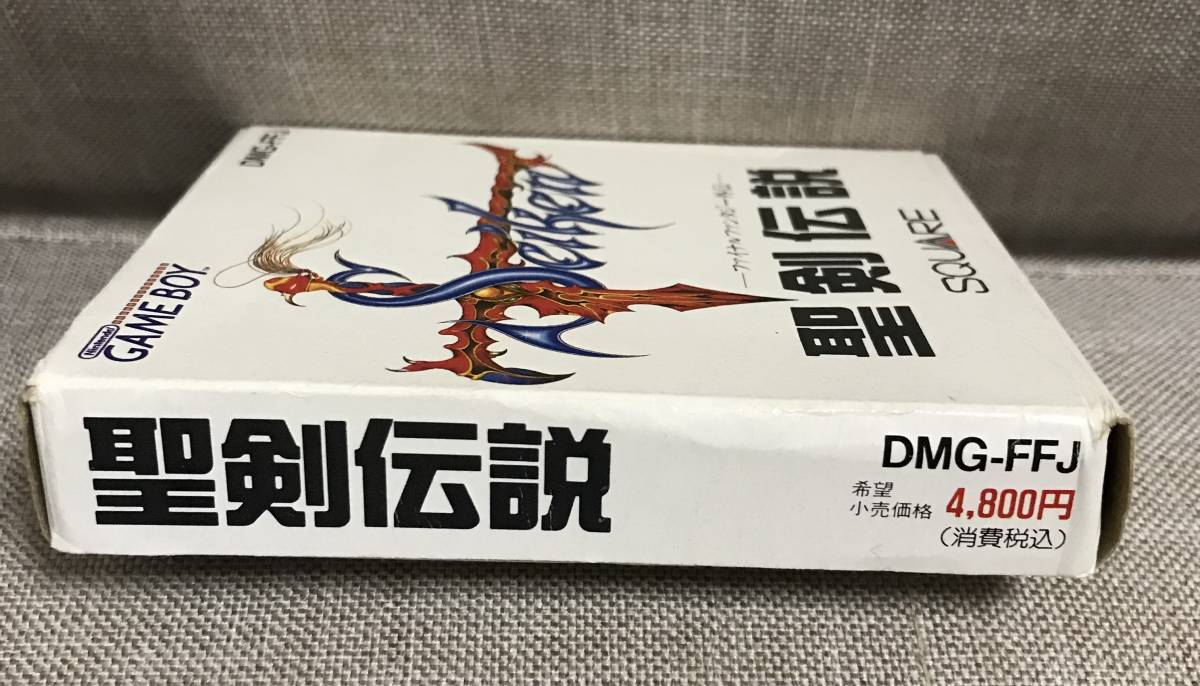 DMG-FFJ
Seiken
聖剣伝説
―ファイナルファンタジー外伝―
SQUARE
Nintendo
GAME BOY
TM
聖剣伝説
DMG-FFJ
希望
小売価格 4,800円
(消費税込)